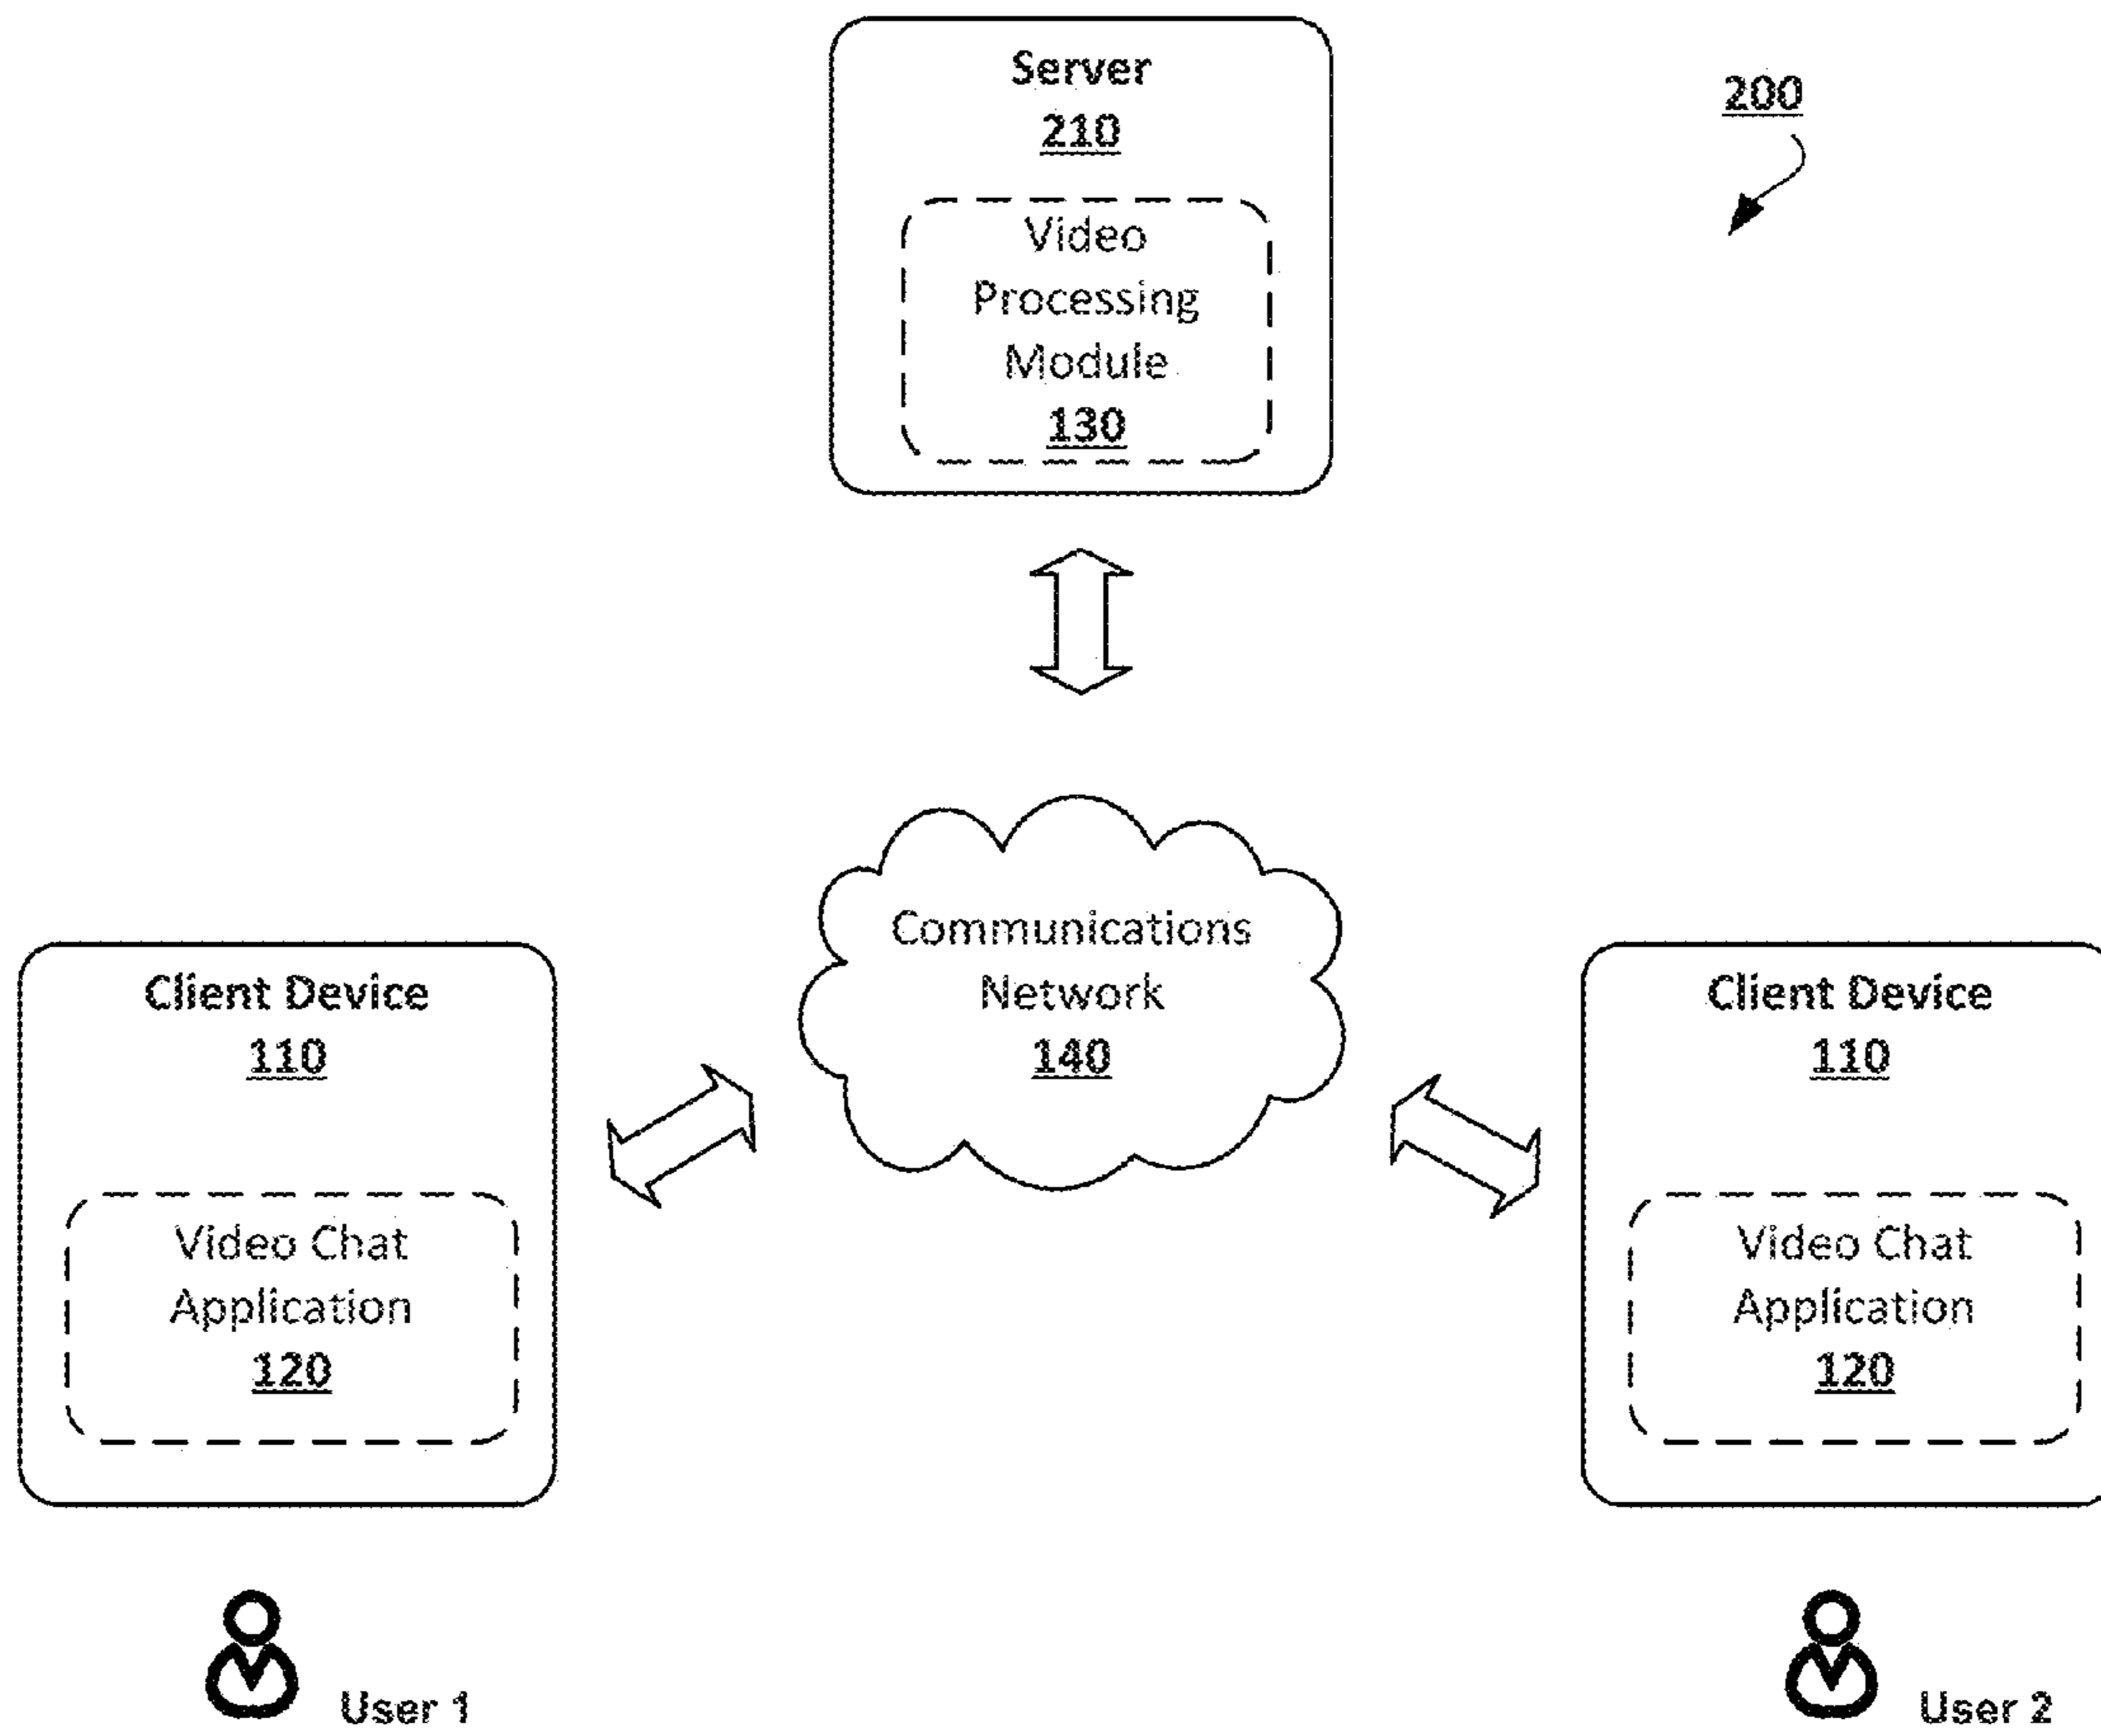 Server
210
200
Video
Processing
Module
130
Communications
Network
140
Client Device
110
Video Chat
Application
120
Client Device
110
Video Chat
Application
120
User 1
User 2